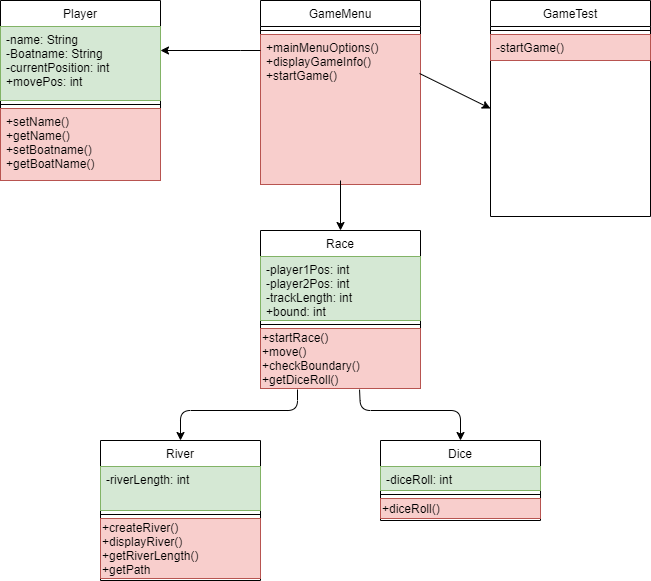 Player
-name: String
-Boatname: String
-currentPosition: int
+movePos: int
+setName()
+getName()
+setBoatname()
+getBoatName()
GameMenu
+mainMenuOptions()
+displayGameInfo()
+startGame()
GameTest
-startGame()
Race
-player1Pos: int
-player2Pos: int
-trackLength: int
+bound: int
+startRace()
+move()
+checkBoundary()
+getDiceRoll()
River
-riverLength: int
+createRiver()
+displayRiver()
+getRiverLength()
+getPath
Dice
-diceRoll: int
+diceRoll()